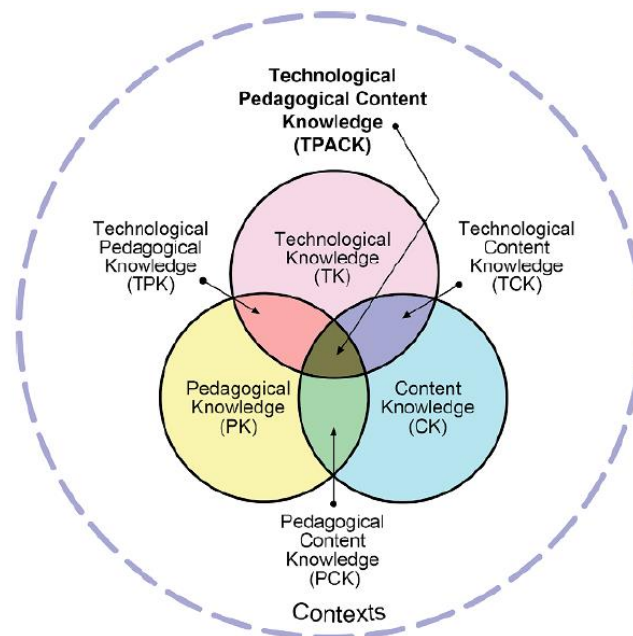 Technological
Pedagogical Content
Knowledge
(TPACK)
Technological
Pedagogical
Knowledge
(TPK)
Technological
Knowledge
(TK)
Technological
Content
Knowledge
(TCK)
Pedagogical
Knowledge
(PK)
Content
Knowledge
(CK)
Pedagogical
Content
Knowledge
(PCK)
Contexts